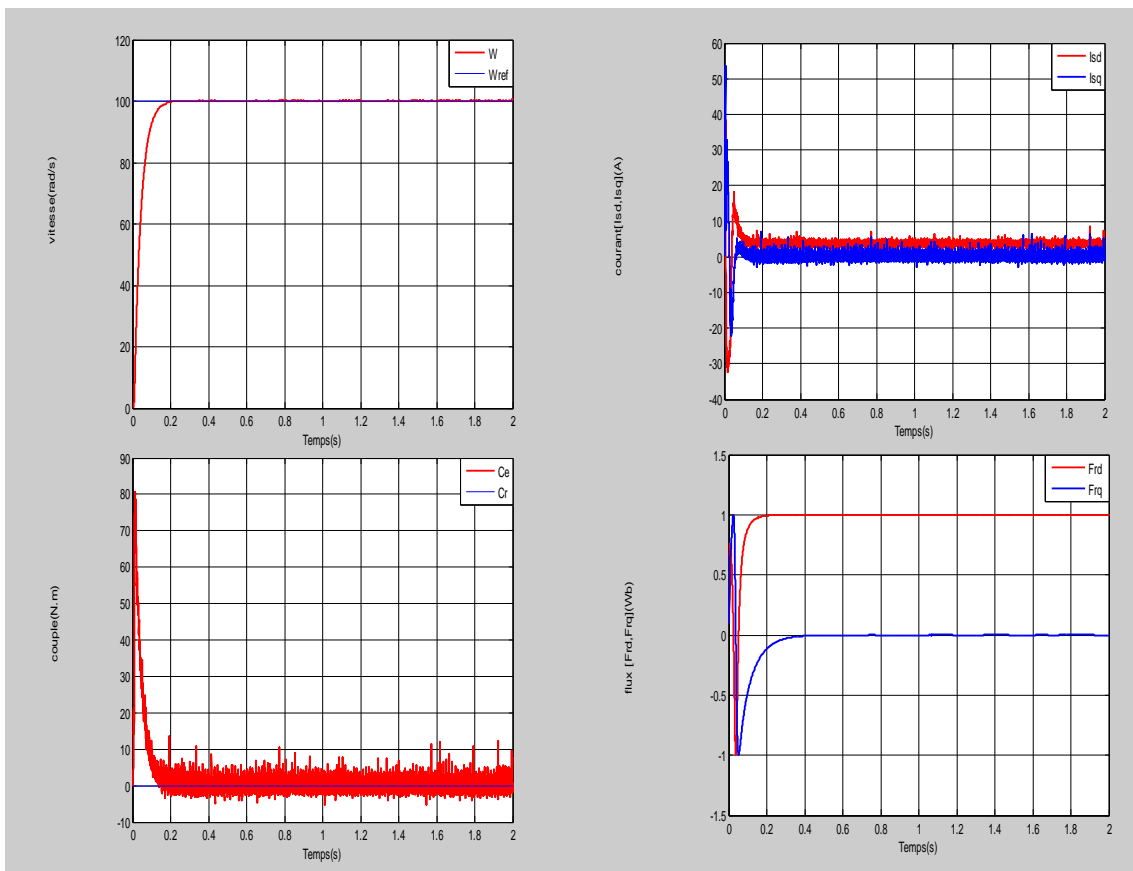 120
100
80
60
40
20
0
vitesse(rad/s)
W
Wref
0 0.2 0.4 0.6 0.8 1 1.2 1.4 1.6 1.8 2
Temps(s)
60
50
40
30
20
10
0
-10
-20
-30
-40
courant[Isd,Isq](A)
Isd
Isq
0 0.2 0.4 0.6 0.8 1 1.2 1.4 1.6 1.8 2
Temps(s)
90
80
70
60
50
40
30
20
10
0
-10
couple(N.m)
Ce
Cr
0 0.2 0.4 0.6 0.8 1 1.2 1.4 1.6 1.8 2
Temps(s)
1.5
1
0.5
0
-0.5
-1
-1.5
flux [Frd,Frq](Wb)
Frd
Frq
0 0.2 0.4 0.6 0.8 1 1.2 1.4 1.6 1.8 2
Temps(s)